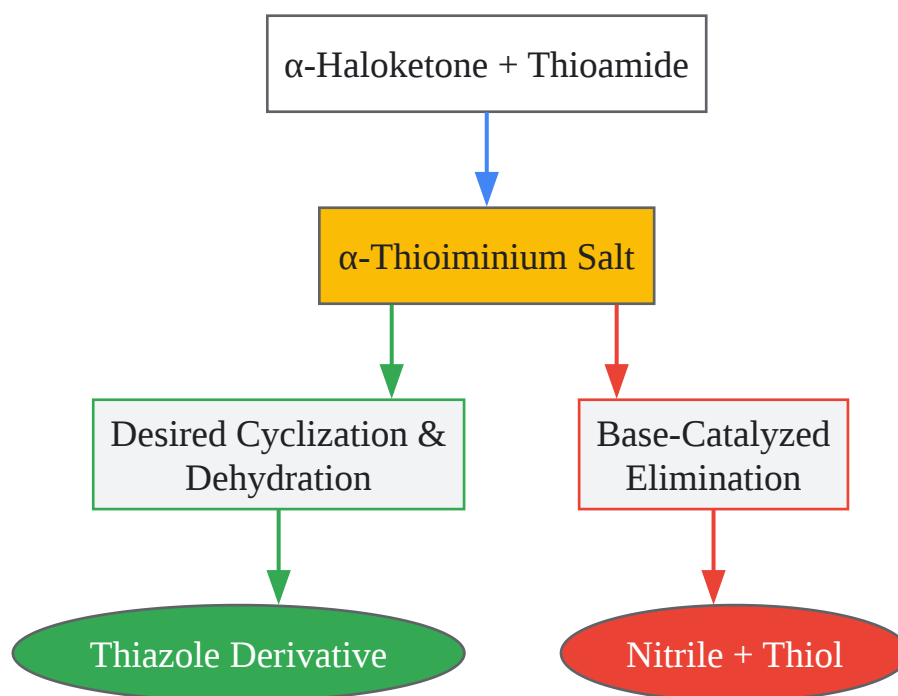 α-Haloketone + Thioamide
α-Thioiminium Salt
Desired Cyclization &
Dehydration
Base-Catalyzed
Elimination
Thiazole Derivative
Nitrile + Thiol